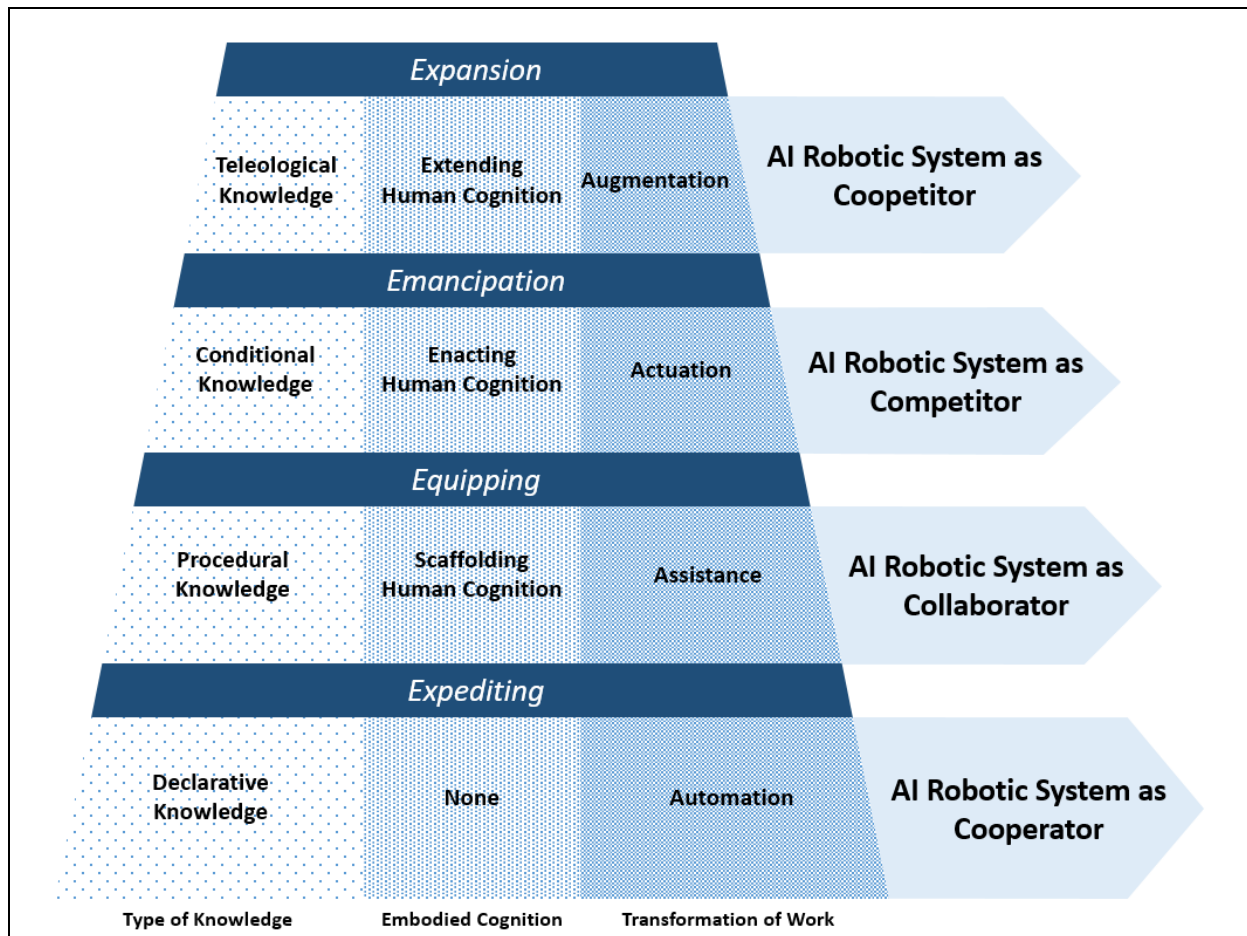 Expansion
Teleological
Knowledge
Extending
Human Cognition
Augmentation
AI Robotic System as
Coopetitor
Emancipation
Conditional
Knowledge
Enacting
Human Cognition
Actuation
AI Robotic System as
Competitor
Equipping
Procedural
Knowledge
Scaffolding
Human Cognition
Assistance
AI Robotic System as
Collaborator
Expediting
Declarative
Knowledge
None
Automation
AI Robotic System as
Cooperator
Type of Knowledge
Embodied Cognition
Transformation of Work